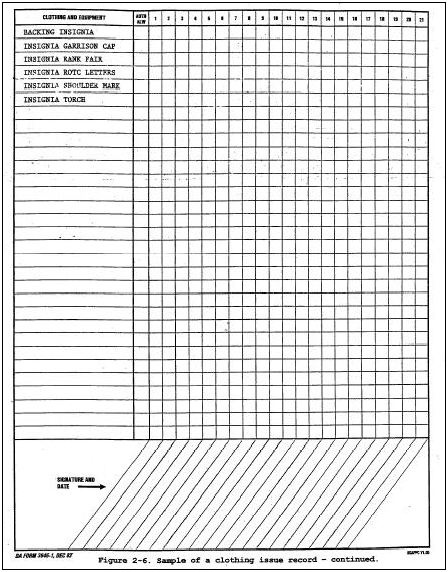 CLOTHING AND EQUIPMENT AUTH ALW 1 2 3 4 5 6 7 8 9 10 11 12 13 14 15 16 17 18 19 20 21
BACKING INSIGNIA
INSIGNIA GARRISON CAP
INSIGNIA RANK PAIR
INSIGNIA ROTC LETTERS
INSIGNIA SHOULDER MARK
INSIGNIA TORCH
SIGNATURE AND
DATE
DA FORM 3645-1, DEC 82
Figure 2-6. Sample of a clothing issue record - continued.